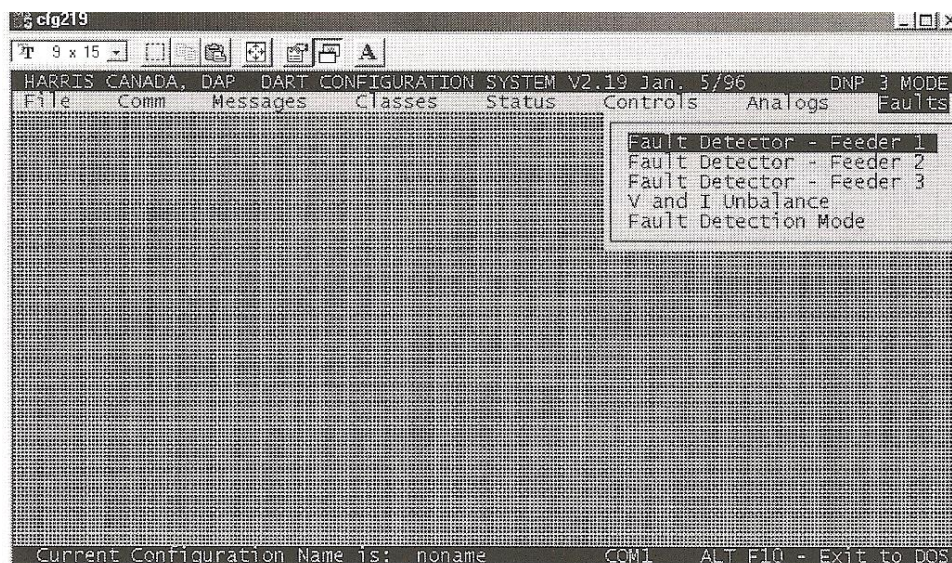 cfg219
9 x 15
A
HARRIS CANADA, DAP DART CONFIGURATION SYSTEM V2.19 Jan. 5/96 DNP 3 MODE
File Comm Messages Classes Status Controls Analogs Faults
Fault Detector - Feeder 1
Fault Detector - Feeder 2
Fault Detector - Feeder 3
V and I Unbalance
Fault Detection Mode
Current Configuration Name is: noname COM1 ALT F10 - Exit to DOS